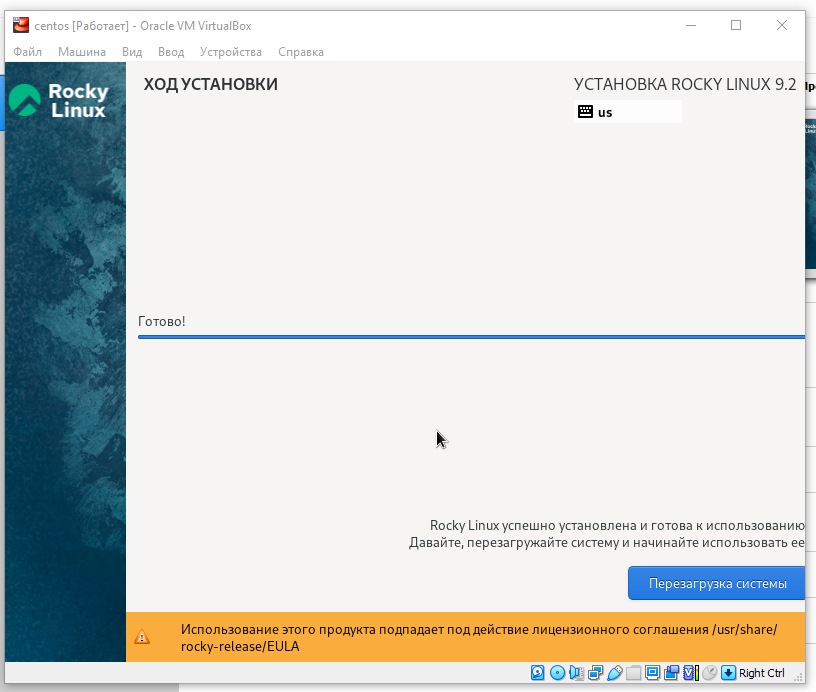 centos [Работает] - Oracle VM VirtualBox
Файл Машина Вид Ввод Устройства Справка
Rocky
Linux
ХОД УСТАНОВКИ
УСТАНОВКА ROCKY LINUX 9.2
us
Готово!
Rocky Linux успешно установлена и готова к использованию
Давайте, перезагружайте систему и начинайте использовать ее
Перезагрузка системы
Использование этого продукта подпадает под действие лицензионного соглашения /usr/share/
rocky-release/EULA
Right Ctrl